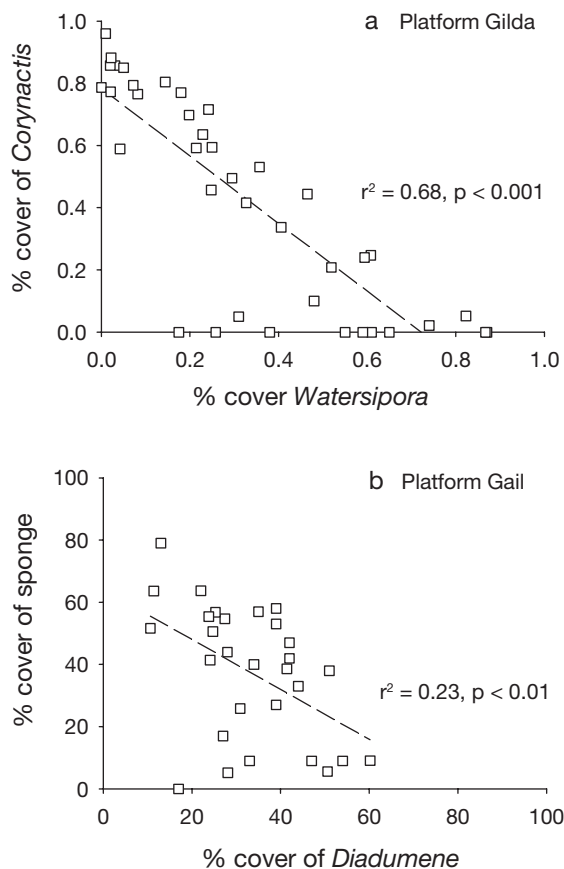 a Platform Gilda
1.0
0.8
0.6
0.4
0.2
0.0
% cover of Corynactis
r² = 0.68, p < 0.001
0.0 0.2 0.4 0.6 0.8 1.0
% cover Watersipora
b Platform Gail
100
80
60
40
20
0
% cover of sponge
r² = 0.23, p < 0.01
0 20 40 60 80 100
% cover of Diadumene